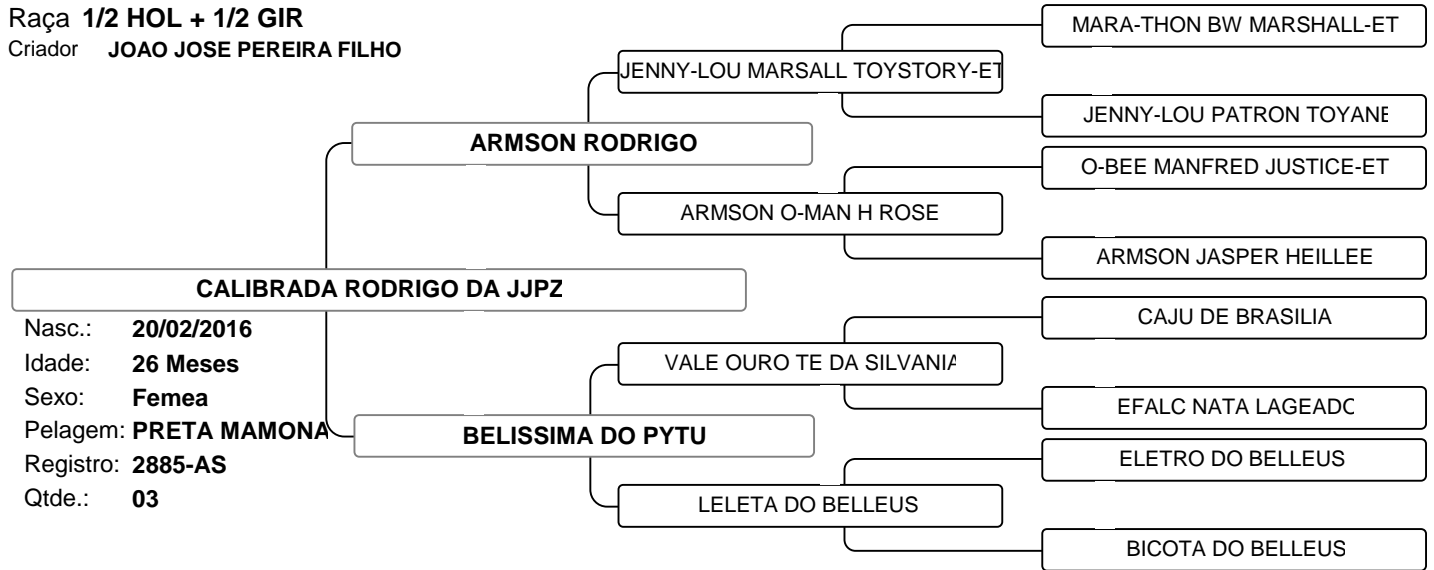 Raça 1/2 HOL + 1/2 GIR
Criador JOAO JOSE PEREIRA FILHO
MARA-THON BW MARSHALL-ET
JENNY-LOU MARSALL TOYSTORY-ET
JENNY-LOU PATRON TOYANE
ARMSON RODRIGO
O-BEE MANFRED JUSTICE-ET
ARMSON O-MAN H ROSE
ARMSON JASPER HEILLEE
CALIBRADA RODRIGO DA JJPZ
CAJU DE BRASILIA
VALE OURO TE DA SILVANIA
EFALC NATA LAGEADO
BELISSIMA DO PYTU
ELETRO DO BELLEUS
LELETA DO BELLEUS
BICOTA DO BELLEUS
Nasc.: 20/02/2016
Idade: 26 Meses
Sexo: Femea
Pelagem: PRETA MAMONA
Registro: 2885-AS
Qtde.: 03